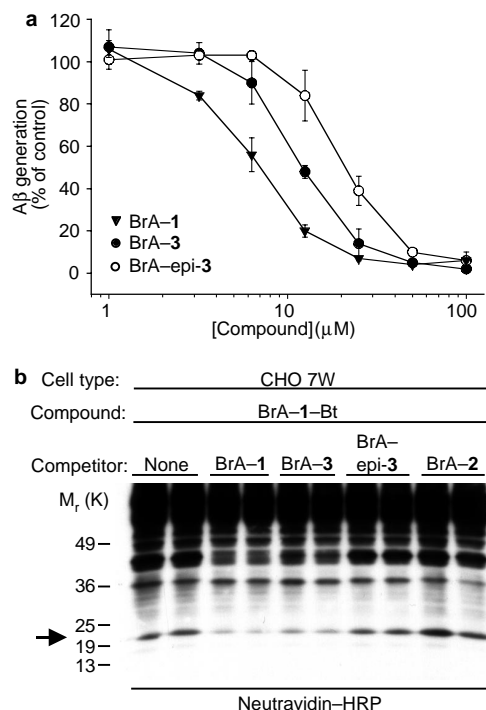 a
Aβ generation
(% of control)
120
100
80
60
40
20
0
BrA–1
BrA–3
BrA–epi-3
1
10
100
[Compound](μM)
b
Cell type: CHO 7W
Compound: BrA–1–Bt
Competitor: None BrA–1 BrA–3 BrA–epi-3 BrA–2
Mr (K)
49
36
25
19
13
Neutravidin–HRP